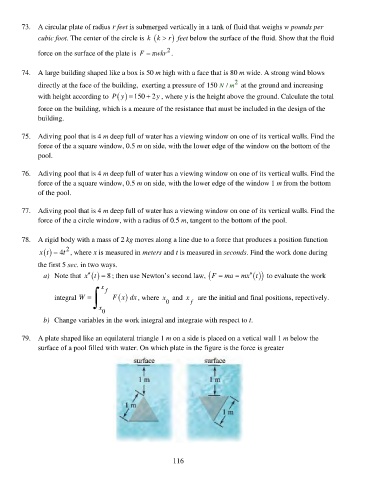 73. A circular plate of radius r feet is submerged vertically in a tank of fluid that weighs w pounds per
cubic foot. The center of the circle is k (k > r) feet below the surface of the fluid. Show that the fluid
force on the surface of the plate is F = πwkr².
74. A large building shaped like a box is 50 m high with a face that is 80 m wide. A strong wind blows
directly at the face of the building, exerting a pressure of 150 N / m² at the ground and increasing
with height according to P(y) = 150 + 2y, where y is the height above the ground. Calculate the total
force on the building, which is a meaure of the resistance that must be included in the design of the
building.
75. Adiving pool that is 4 m deep full of water has a viewing window on one of its vertical walls. Find the
force of the a square window, 0.5 m on side, with the lower edge of the window on the bottom of the
pool.
76. Adiving pool that is 4 m deep full of water has a viewing window on one of its vertical walls. Find the
force of the a square window, 0.5 m on side, with the lower edge of the window 1 m from the bottom
of the pool.
77. Adiving pool that is 4 m deep full of water has a viewing window on one of its vertical walls. Find the
force of the a circle window, with a radius of 0.5 m, tangent to the bottom of the pool.
78. A rigid body with a mass of 2 kg moves along a line due to a force that produces a position function
x(t) = 4t², where x is measured in meters and t is measured in seconds. Find the work done during
the first 5 sec. in two ways.
a) Note that x″(t) = 8; then use Newton's second law, (F = ma = mx″(t)) to evaluate the work
integral W = ∫_{x_0}^{x_f} F(x) dx, where x_0 and x_f are the initial and final positions, repectively.
b) Change variables in the work integral and integrate with respect to t.
79. A plate shaped like an equilateral triangle 1 m on a side is placed on a vetical wall 1 m below the
surface of a pool filled with water. On which plate in the figure is the force is greater
surface surface
1 m 1 m
1 m 1 m
116